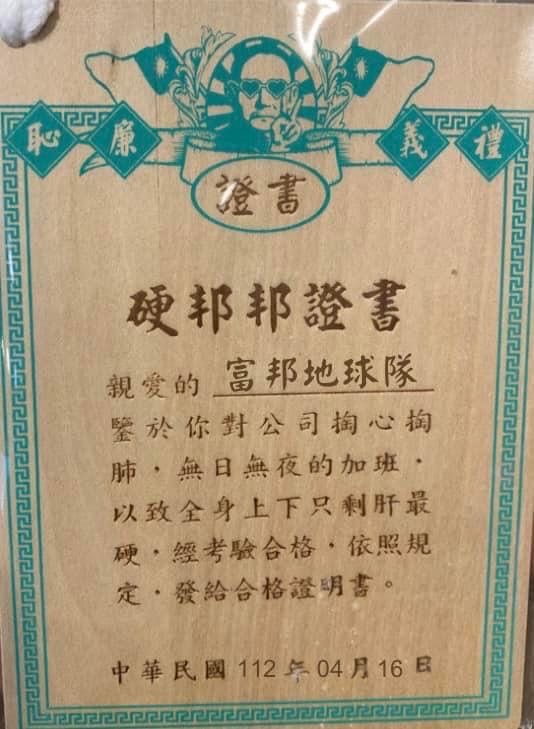 禮義廉恥
證書
硬邦邦證書
親愛的 富邦地球隊
鑒於你對公司掏心掏
肺，無日無夜的加班，
以致全身上下只剩肝最
硬，經考驗合格，依照規
定，發給合格證明書。
中華民國 112 年 04 月 16 日